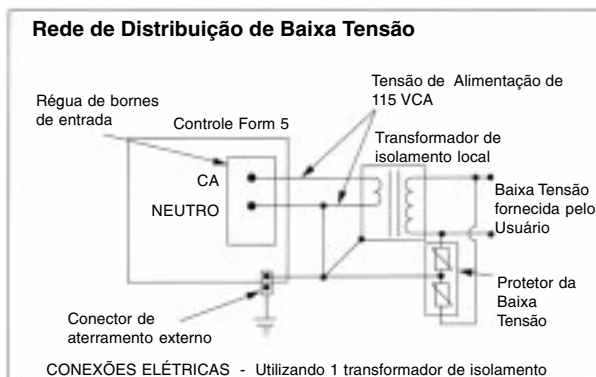 Rede de Distribuição de Baixa Tensão
Tensão de Alimentação de
115 VCA
Régua de bornes
de entrada
Controle Form 5
Transformador de
isolamento local
CA
NEUTRO
Baixa Tensão
fornecida pelo
Usuário
Protetor da
Baixa
Tensão
Conector de
aterramento externo
CONEXÕES ELÉTRICAS - Utilizando 1 transformador de isolamento